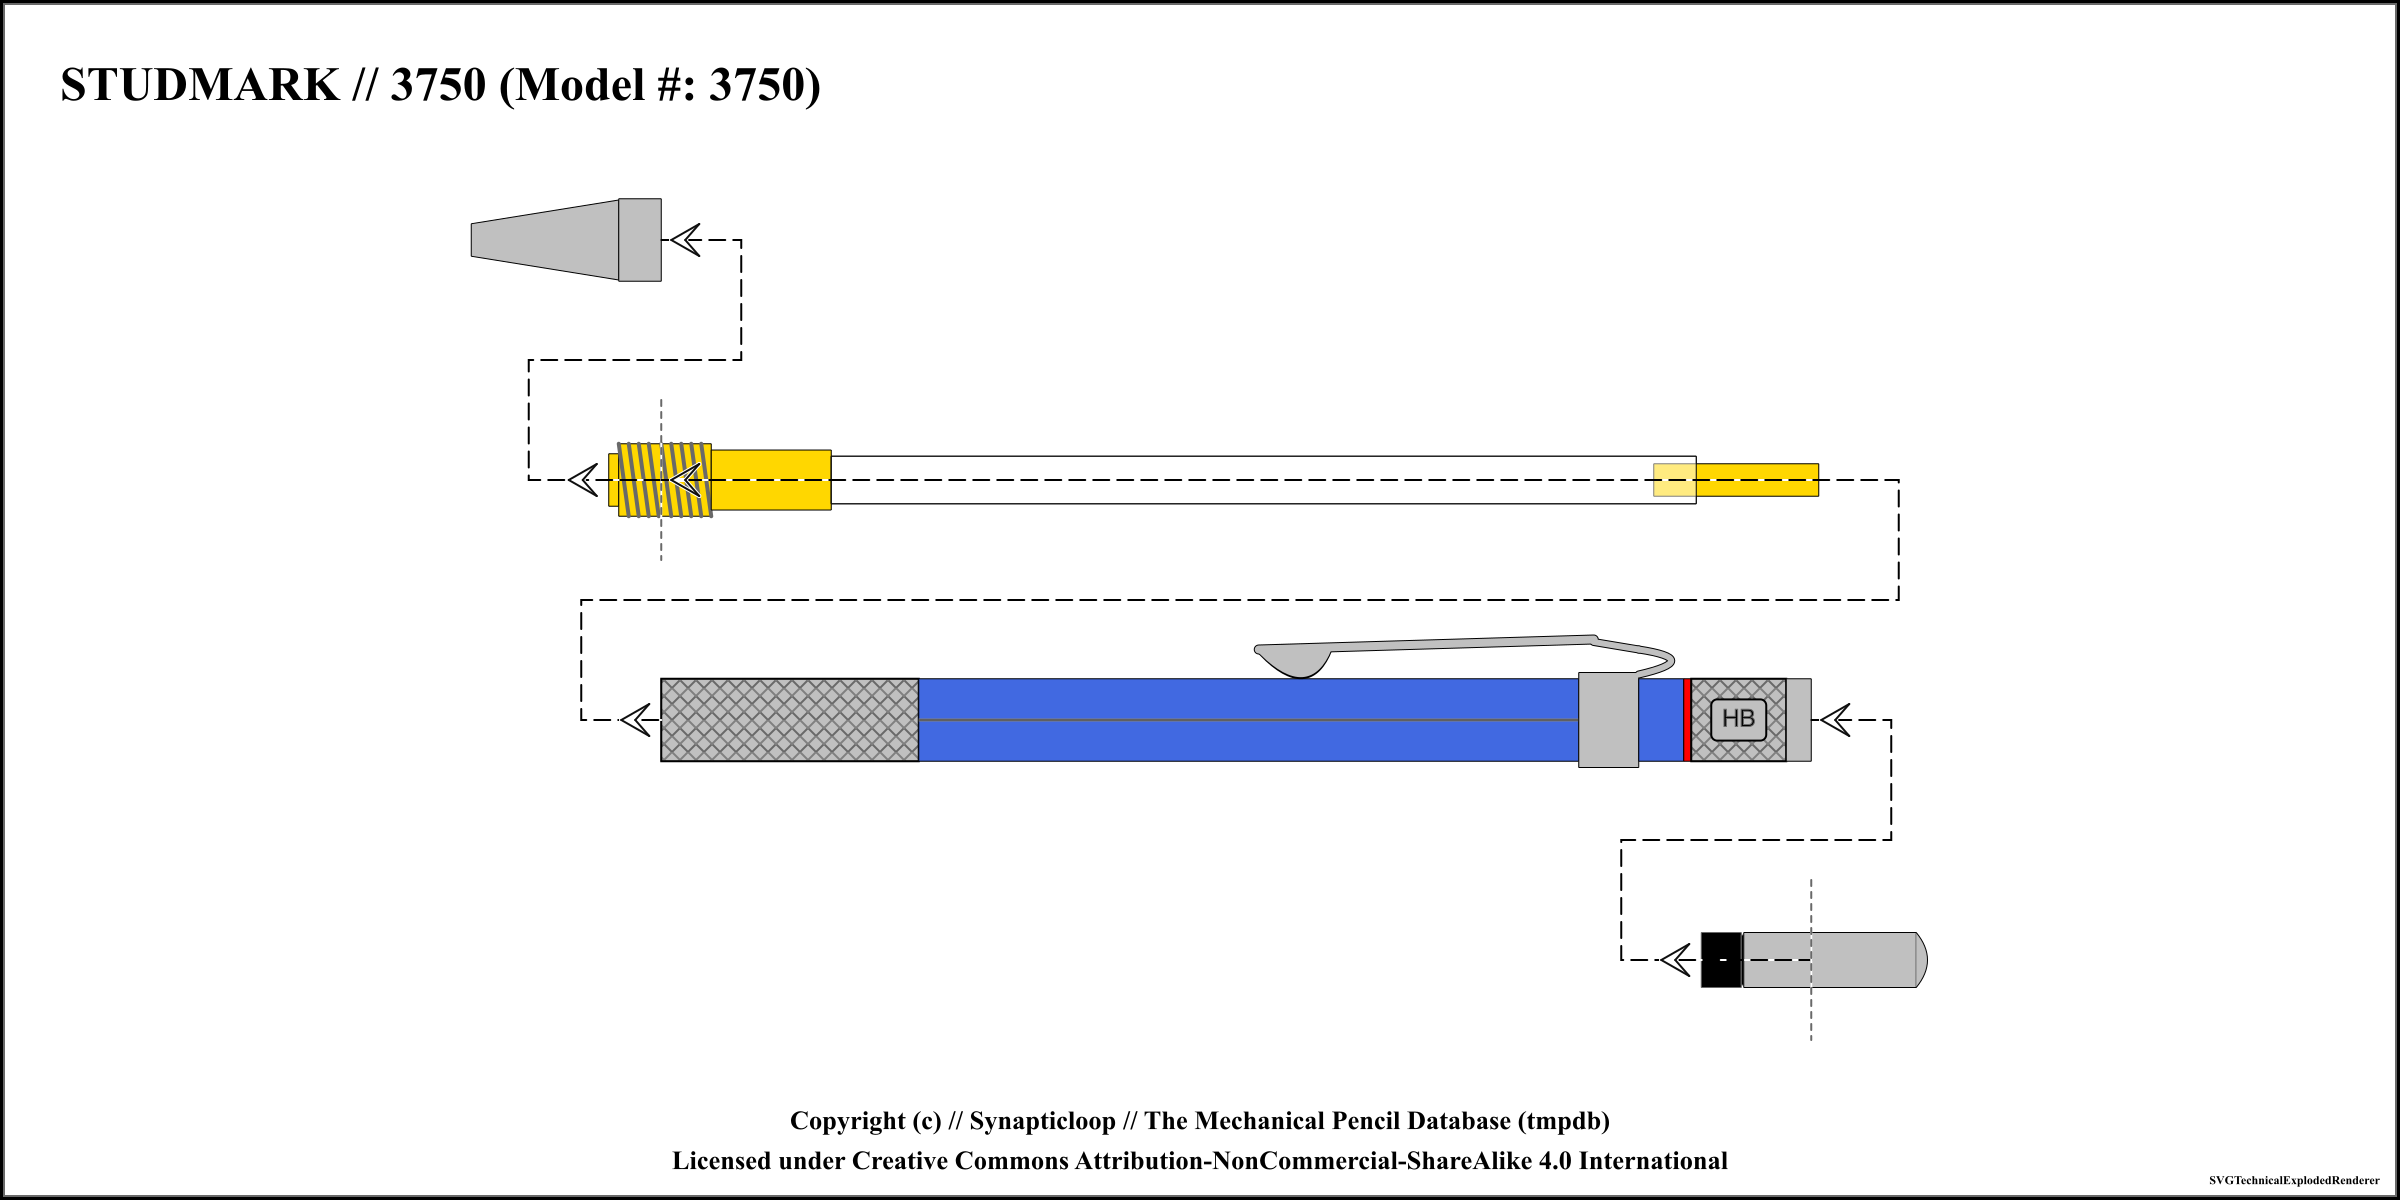 STUDMARK // 3750 (Model #: 3750)
HB
Copyright (c) // Synapticloop // The Mechanical Pencil Database (tmpdb)
Licensed under Creative Commons Attribution-NonCommercial-ShareAlike 4.0 International
SVGTechnicalExplodedRenderer